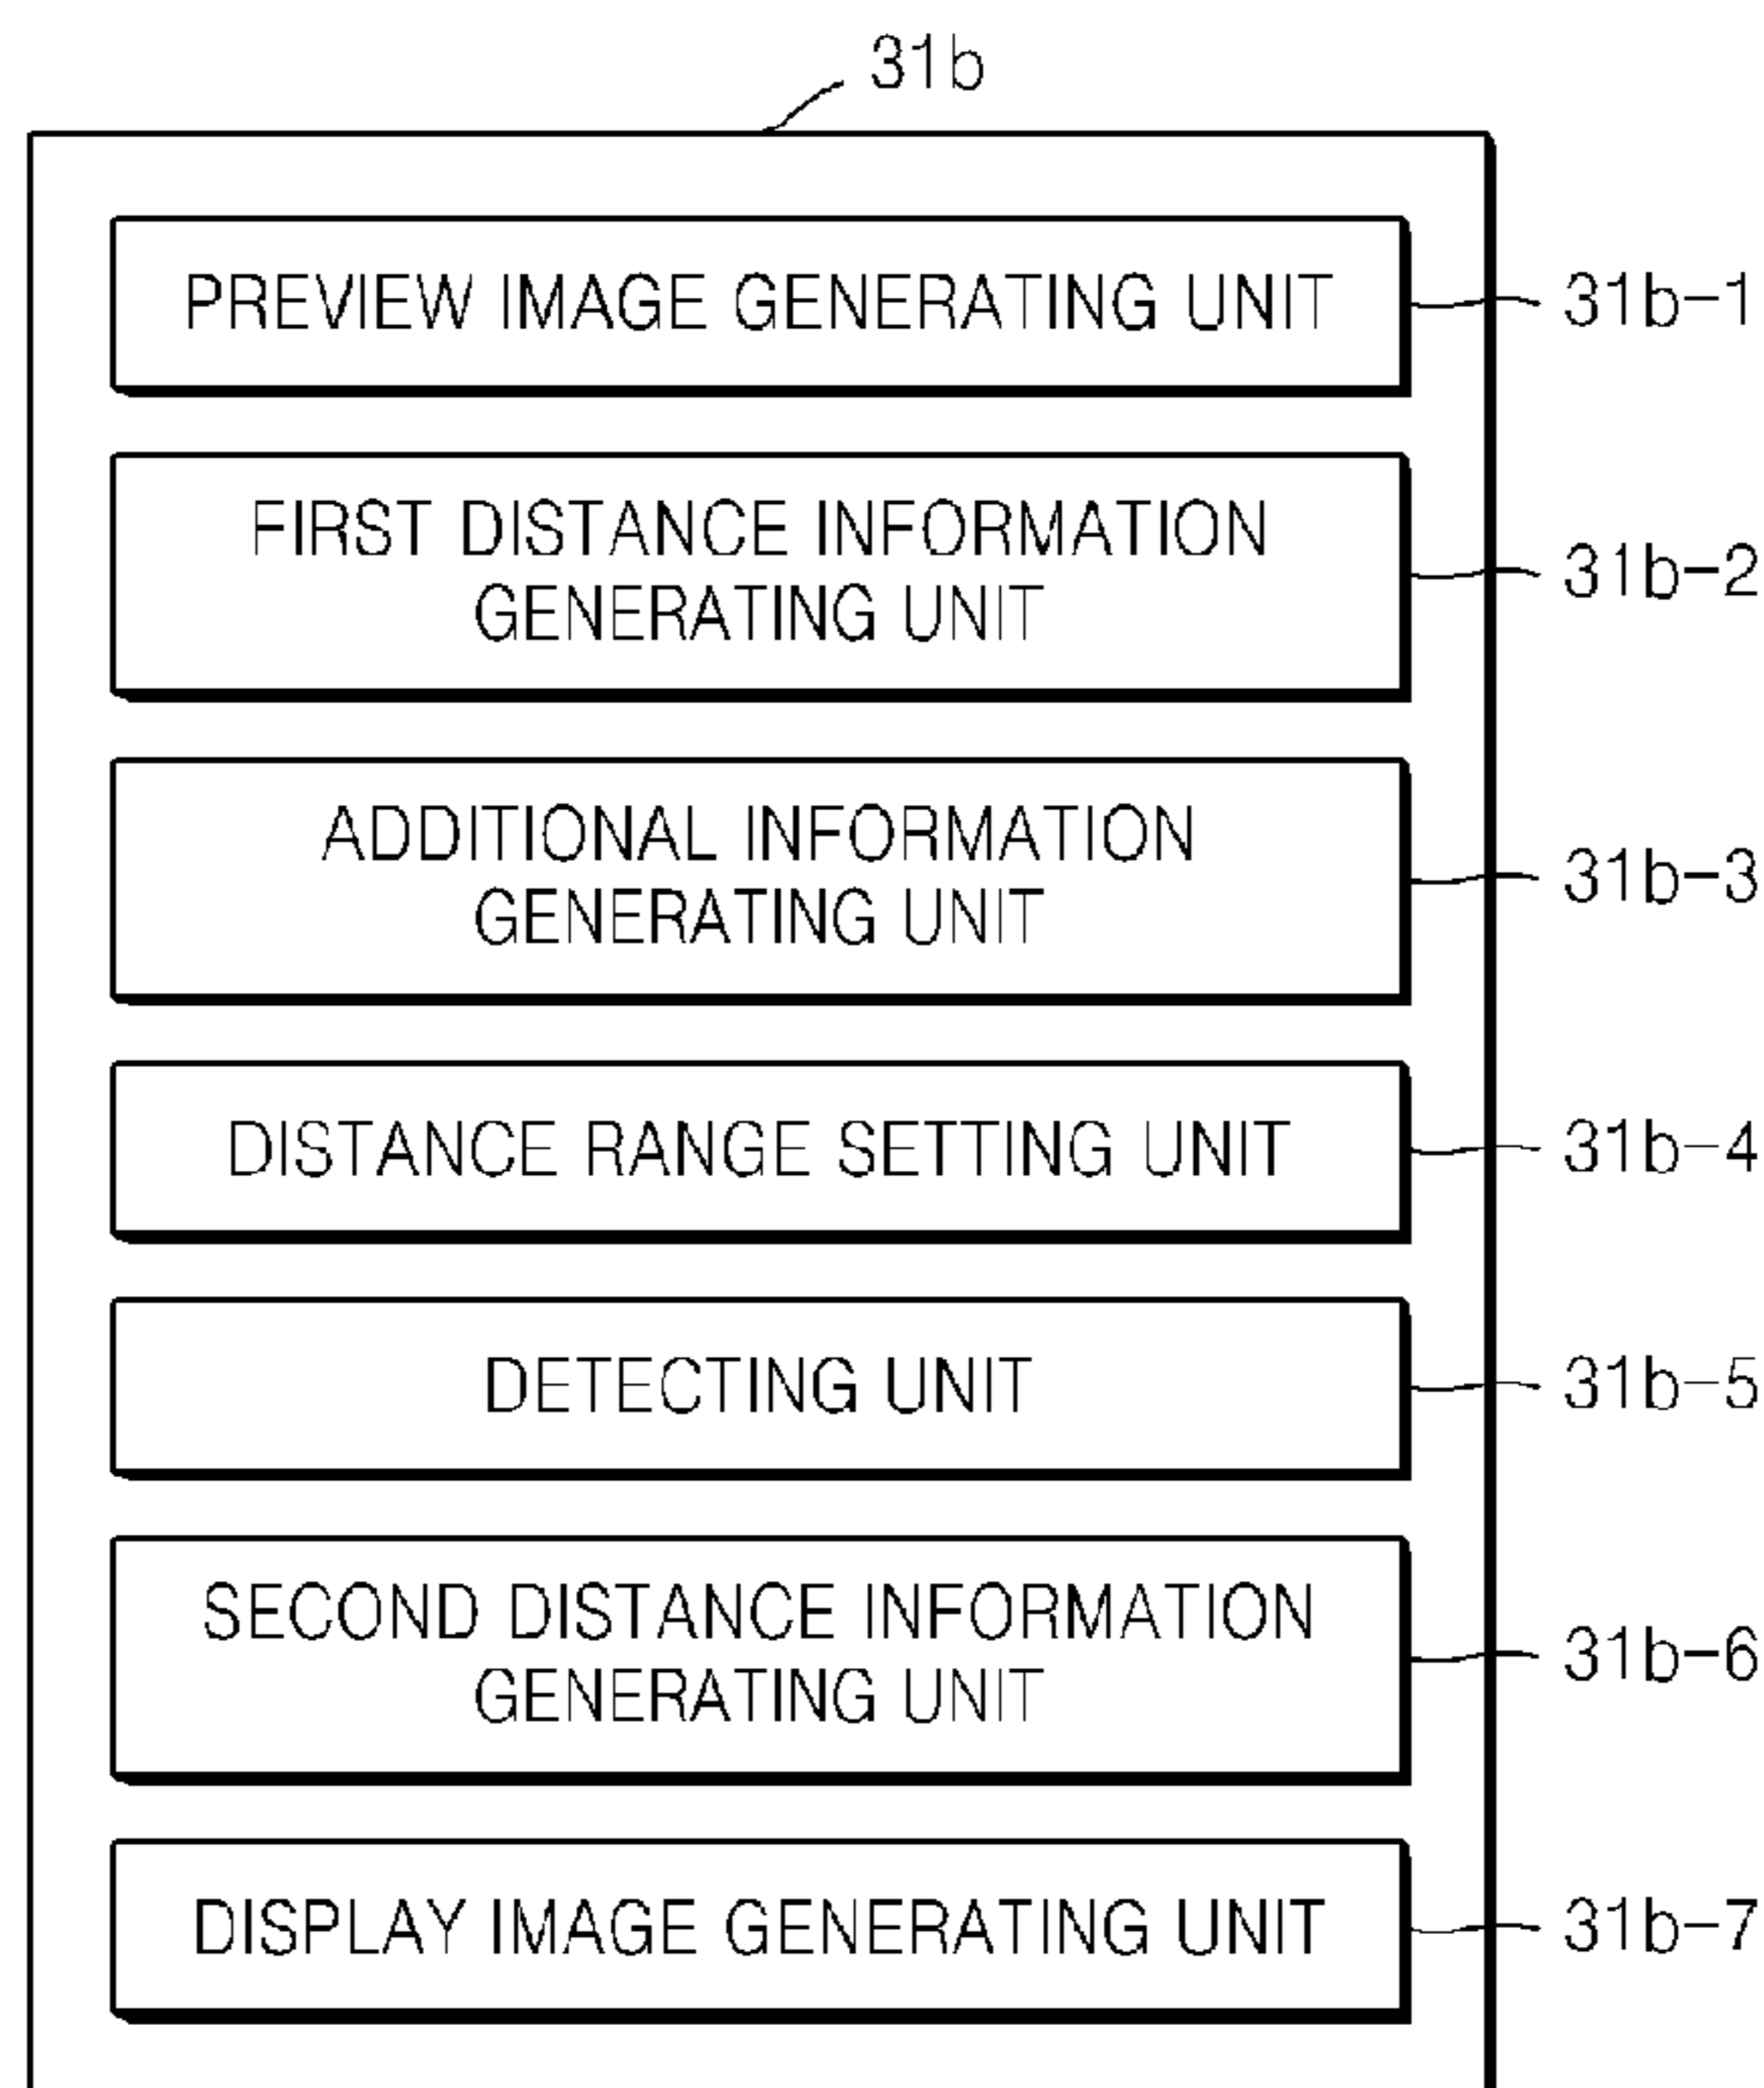 31b
PREVIEW IMAGE GENERATING UNIT
31b-1
FIRST DISTANCE INFORMATION
GENERATING UNIT
31b-2
ADDITIONAL INFORMATION
GENERATING UNIT
31b-3
DISTANCE RANGE SETTING UNIT
31b-4
DETECTING UNIT
31b-5
SECOND DISTANCE INFORMATION
GENERATING UNIT
31b-6
DISPLAY IMAGE GENERATING UNIT
31b-7